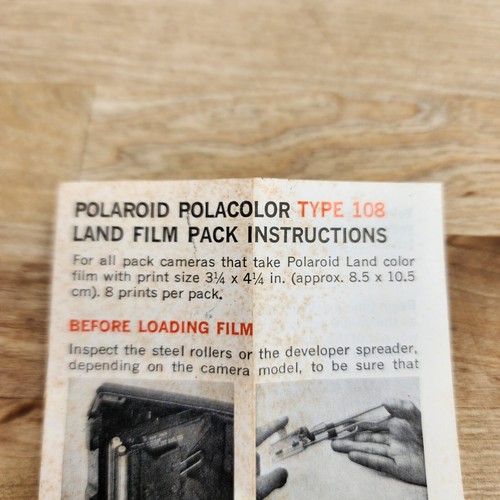 POLAROID POLACOLOR TYPE 108
LAND FILM PACK INSTRUCTIONS
For all pack cameras that take Polaroid Land color
film with print size 3¼ x 4¼ in. (approx. 8.5 x 10.5
cm). 8 prints per pack.
BEFORE LOADING FILM
Inspect the steel rollers or the developer spreader,
depending on the camera model, to be sure that